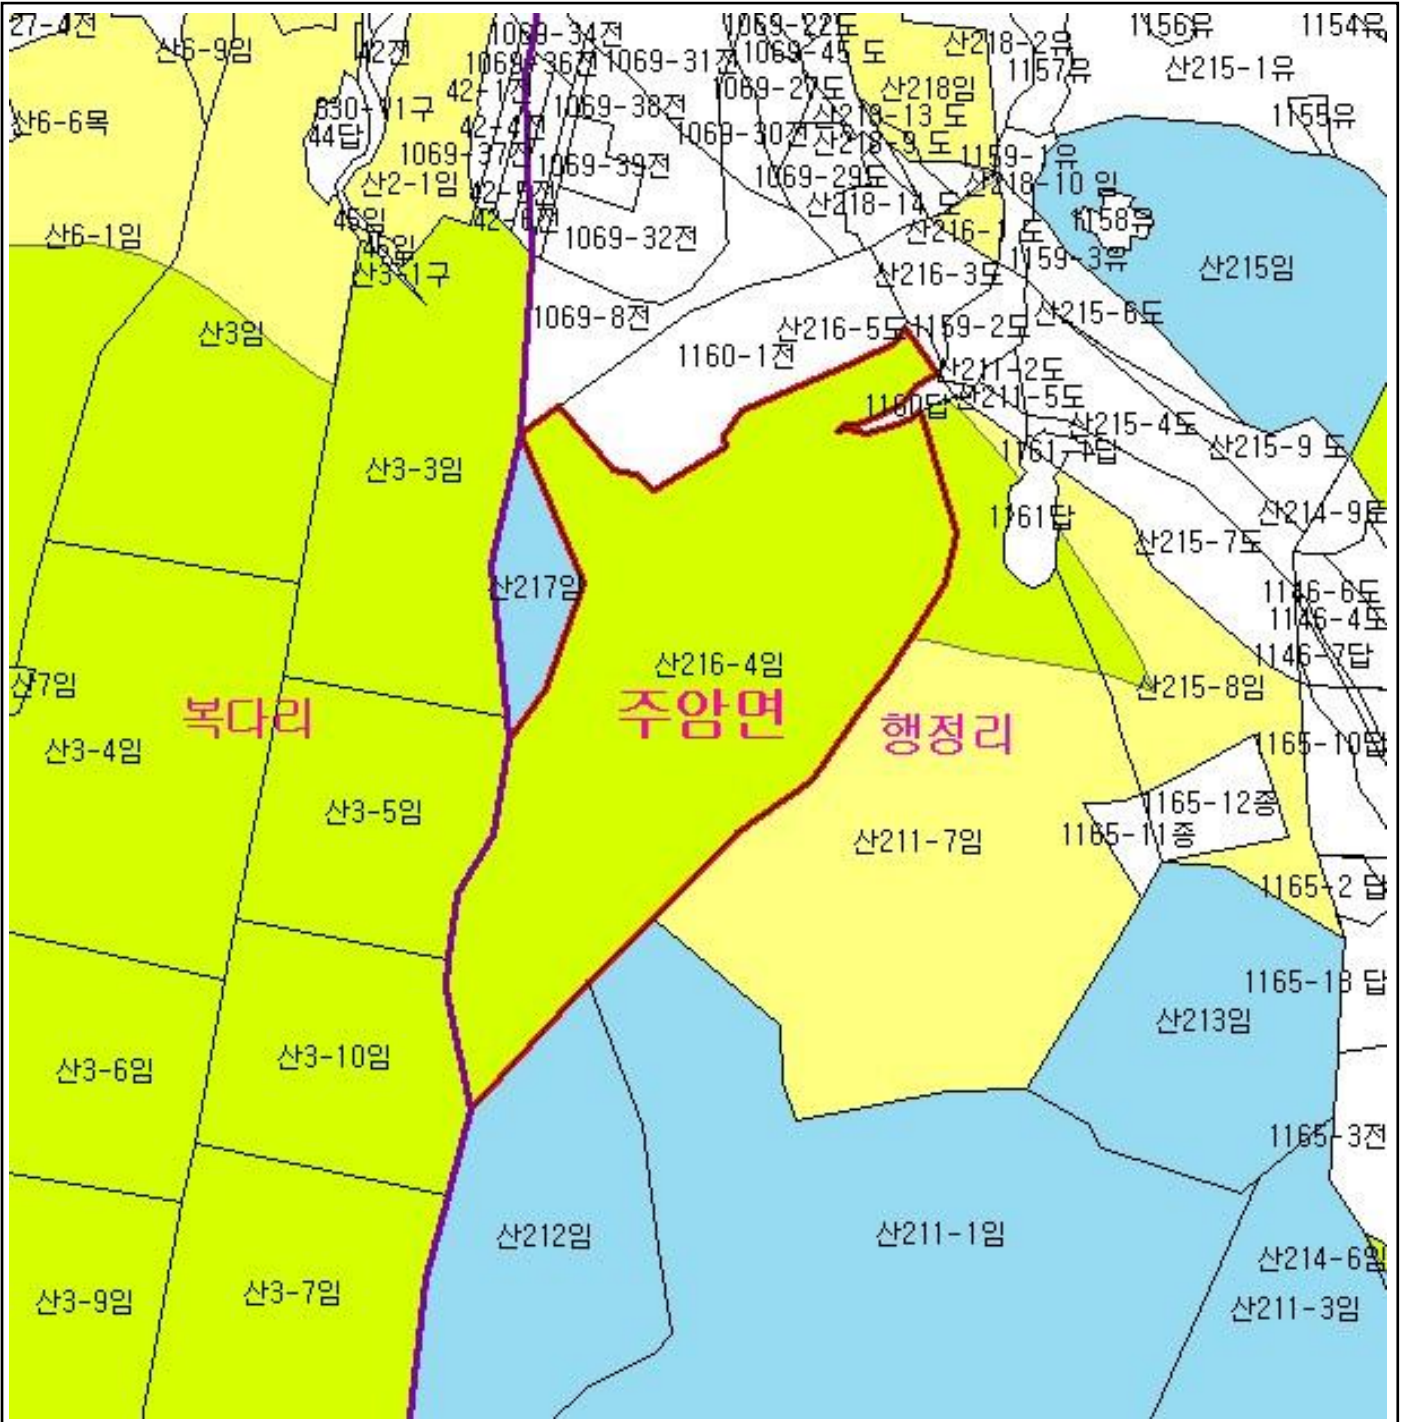 27-4전
산6-9임
42전
1069-34전
1069-36전
1069-31전
1069-22도
1069-45 도
산218-2유
1157유
1156유
1154유
산215-1유
산6-6목
630-11구
44답
42-1전
42-4전
1069-38전
1069-27도
산218임
산218-13 도
1155유
1069-37전
1069-39전
1069-30전
산218-9 도
1159-1유
산2-1임
42-5전
1069-29도
산218-10 임
45임
42-6전
산218-14 도
1158유
산6-1임
46임
1069-32전
산216-1 도
1159-3유
산3-1구
산216-3도
산215임
산3임
1069-8전
산216-5도
1159-2도
산215-6도
1160-1전
산211-2도
1160답
산211-5도
산215-4도
산3-3임
1161-1답
산215-9 도
1161답
산214-9도
산215-7도
산217임
1146-6도
1146-4도
산216-4임
1146-7답
산7임
산215-8임
복다리
주암면
행정리
산3-4임
1165-10답
산3-5임
1165-12종
산211-7임
1165-11종
1165-2 답
1165-13 답
산213임
산3-6임
산3-10임
1165-3전
산212임
산211-1임
산214-6임
산3-9임
산3-7임
산211-3임